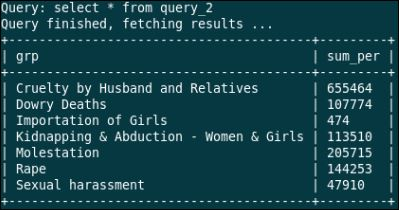 Query: select * from query_2
Query finished, fetching results ...
+------------------------------------+---------+
| grp | sum_per |
+------------------------------------+---------+
| Cruelty by Husband and Relatives | 655464 |
| Dowry Deaths | 107774 |
| Importation of Girls | 474 |
| Kidnapping & Abduction - Women & Girls | 113510 |
| Molestation | 205715 |
| Rape | 144253 |
| Sexual harassment | 47910 |
+------------------------------------+---------+